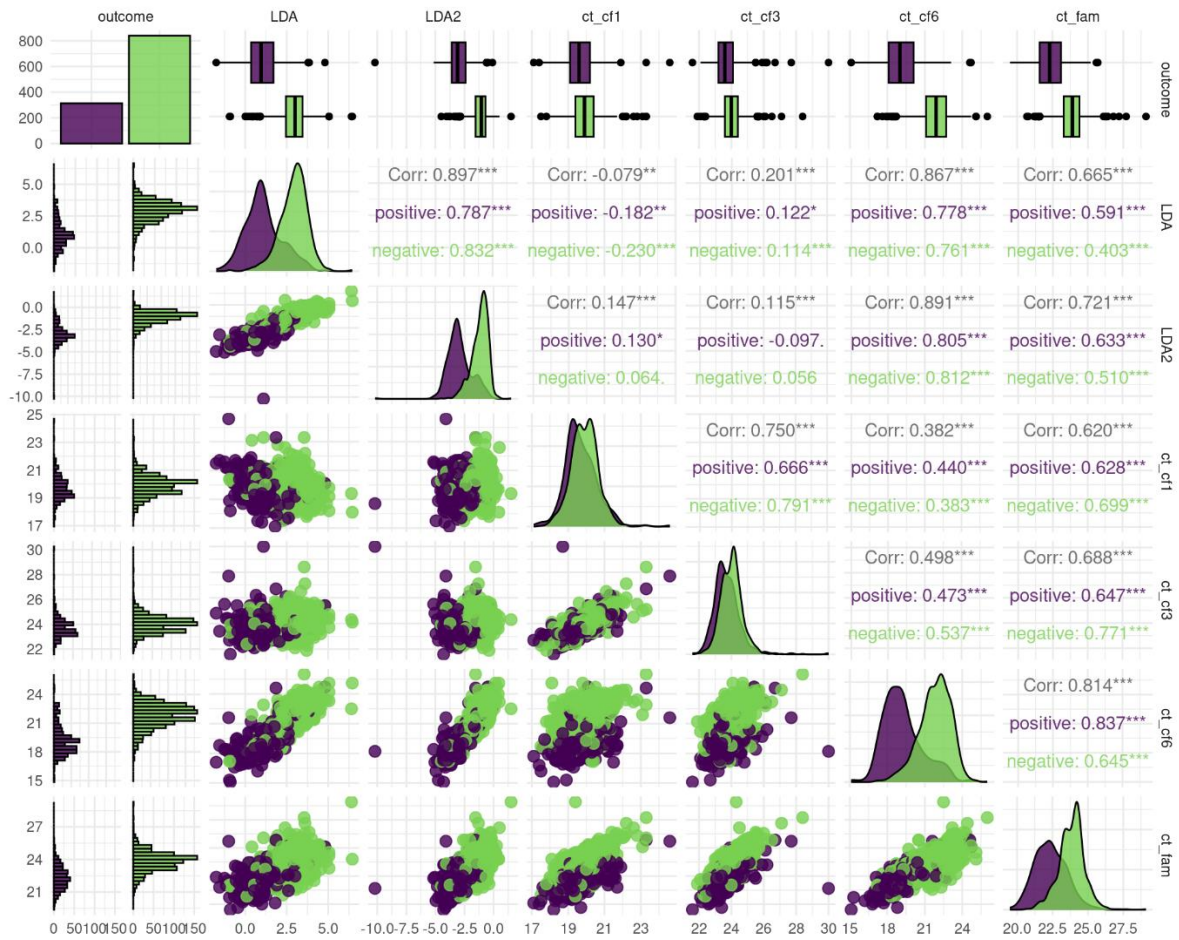 outcome LDA LDA2 ct_cf1 ct_cf3 ct_cf6 ct_fam
800
600
400
200
0
outcome
5.0
2.5
0.0
Corr: 0.897*** Corr: -0.079** Corr: 0.201*** Corr: 0.867*** Corr: 0.665***
positive: 0.787*** positive: -0.182** positive: 0.122* positive: 0.778*** positive: 0.591***
negative: 0.832*** negative: -0.230*** negative: 0.114*** negative: 0.761*** negative: 0.403***
LDA
0.0
-2.5
-5.0
-7.5
-10.0
Corr: 0.147*** Corr: 0.115*** Corr: 0.891*** Corr: 0.721***
positive: 0.130* positive: -0.097. positive: 0.805*** positive: 0.633***
negative: 0.064. negative: 0.056 negative: 0.812*** negative: 0.510***
LDA2
25
23
21
19
17
Corr: 0.750*** Corr: 0.382*** Corr: 0.620***
positive: 0.666*** positive: 0.440*** positive: 0.628***
negative: 0.791*** negative: 0.383*** negative: 0.699***
ct_cf1
30
28
26
24
22
Corr: 0.498*** Corr: 0.688***
positive: 0.473*** positive: 0.647***
negative: 0.537*** negative: 0.771***
ct_cf3
24
21
18
15
Corr: 0.814***
positive: 0.837***
negative: 0.645***
ct_cf6
27
24
21
ct_fam
0 50 100 150 0 50 100 150 0.0 2.5 5.0 -10.0 -7.5 -5.0 -2.5 0.0 17 19 21 23 25 22 24 26 28 30 15 18 21 24 20.0 22.5 25.0 27.5